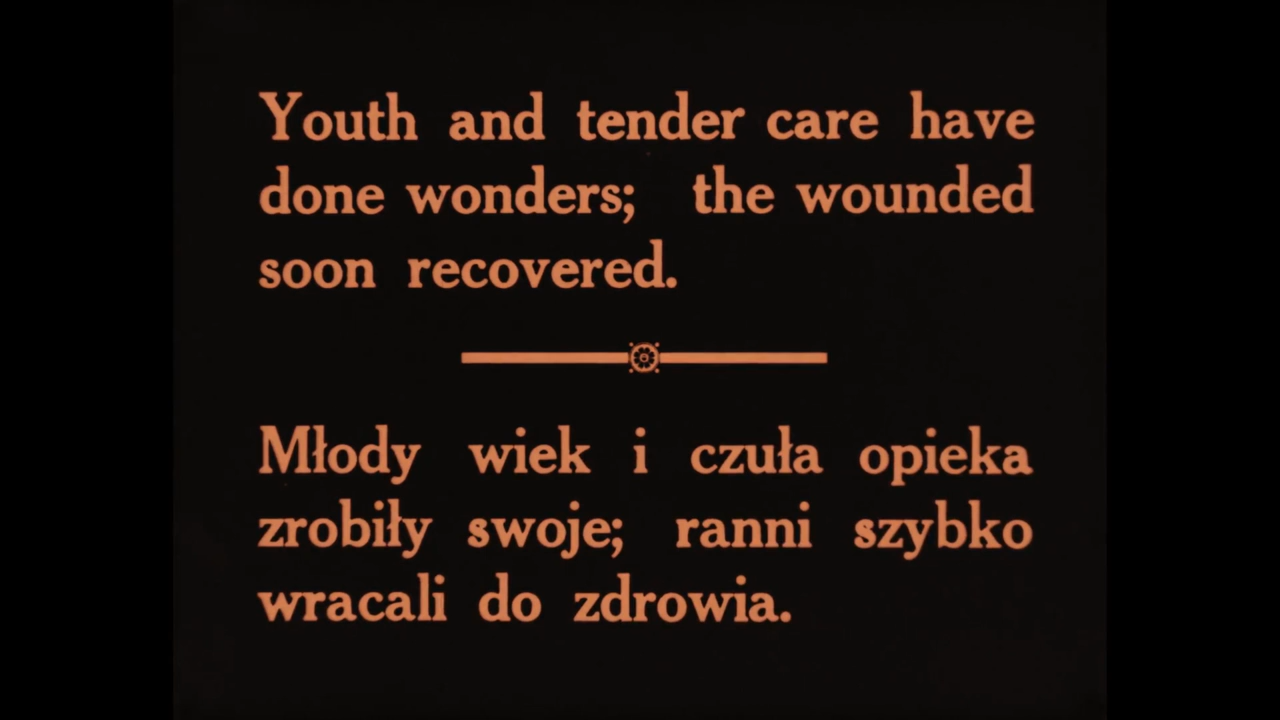 Youth and tender care have
done wonders; the wounded
soon recovered.
Młody wiek i czuła opieka
zrobiły swoje; ranni szybko
wracali do zdrowia.